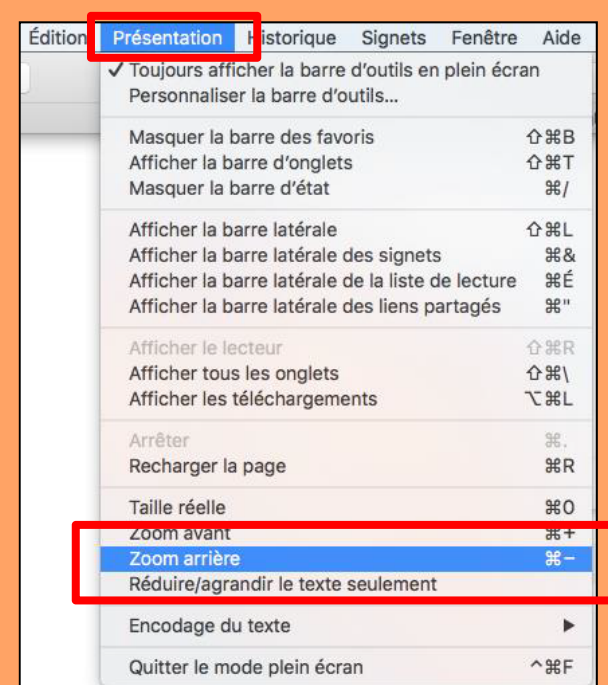 Édition Présentation Historique Signets Fenêtre Aide
✓ Toujours afficher la barre d'outils en plein écran
Personnaliser la barre d'outils...
Masquer la barre des favoris ⇧⌘B
Afficher la barre d'onglets ⇧⌘T
Masquer la barre d'état ⌘/
Afficher la barre latérale ⇧⌘L
Afficher la barre latérale des signets ⌘&
Afficher la barre latérale de la liste de lecture ⌘É
Afficher la barre latérale des liens partagés ⌘"
Afficher le lecteur ⇧⌘R
Afficher tous les onglets ⇧⌘\
Afficher les téléchargements ⌥⌘L
Arrêter ⌘.
Recharger la page ⌘R
Taille réelle ⌘0
Zoom avant ⌘+
Zoom arrière ⌘−
Réduire/agrandir le texte seulement
Encodage du texte ▶
Quitter le mode plein écran ^⌘F